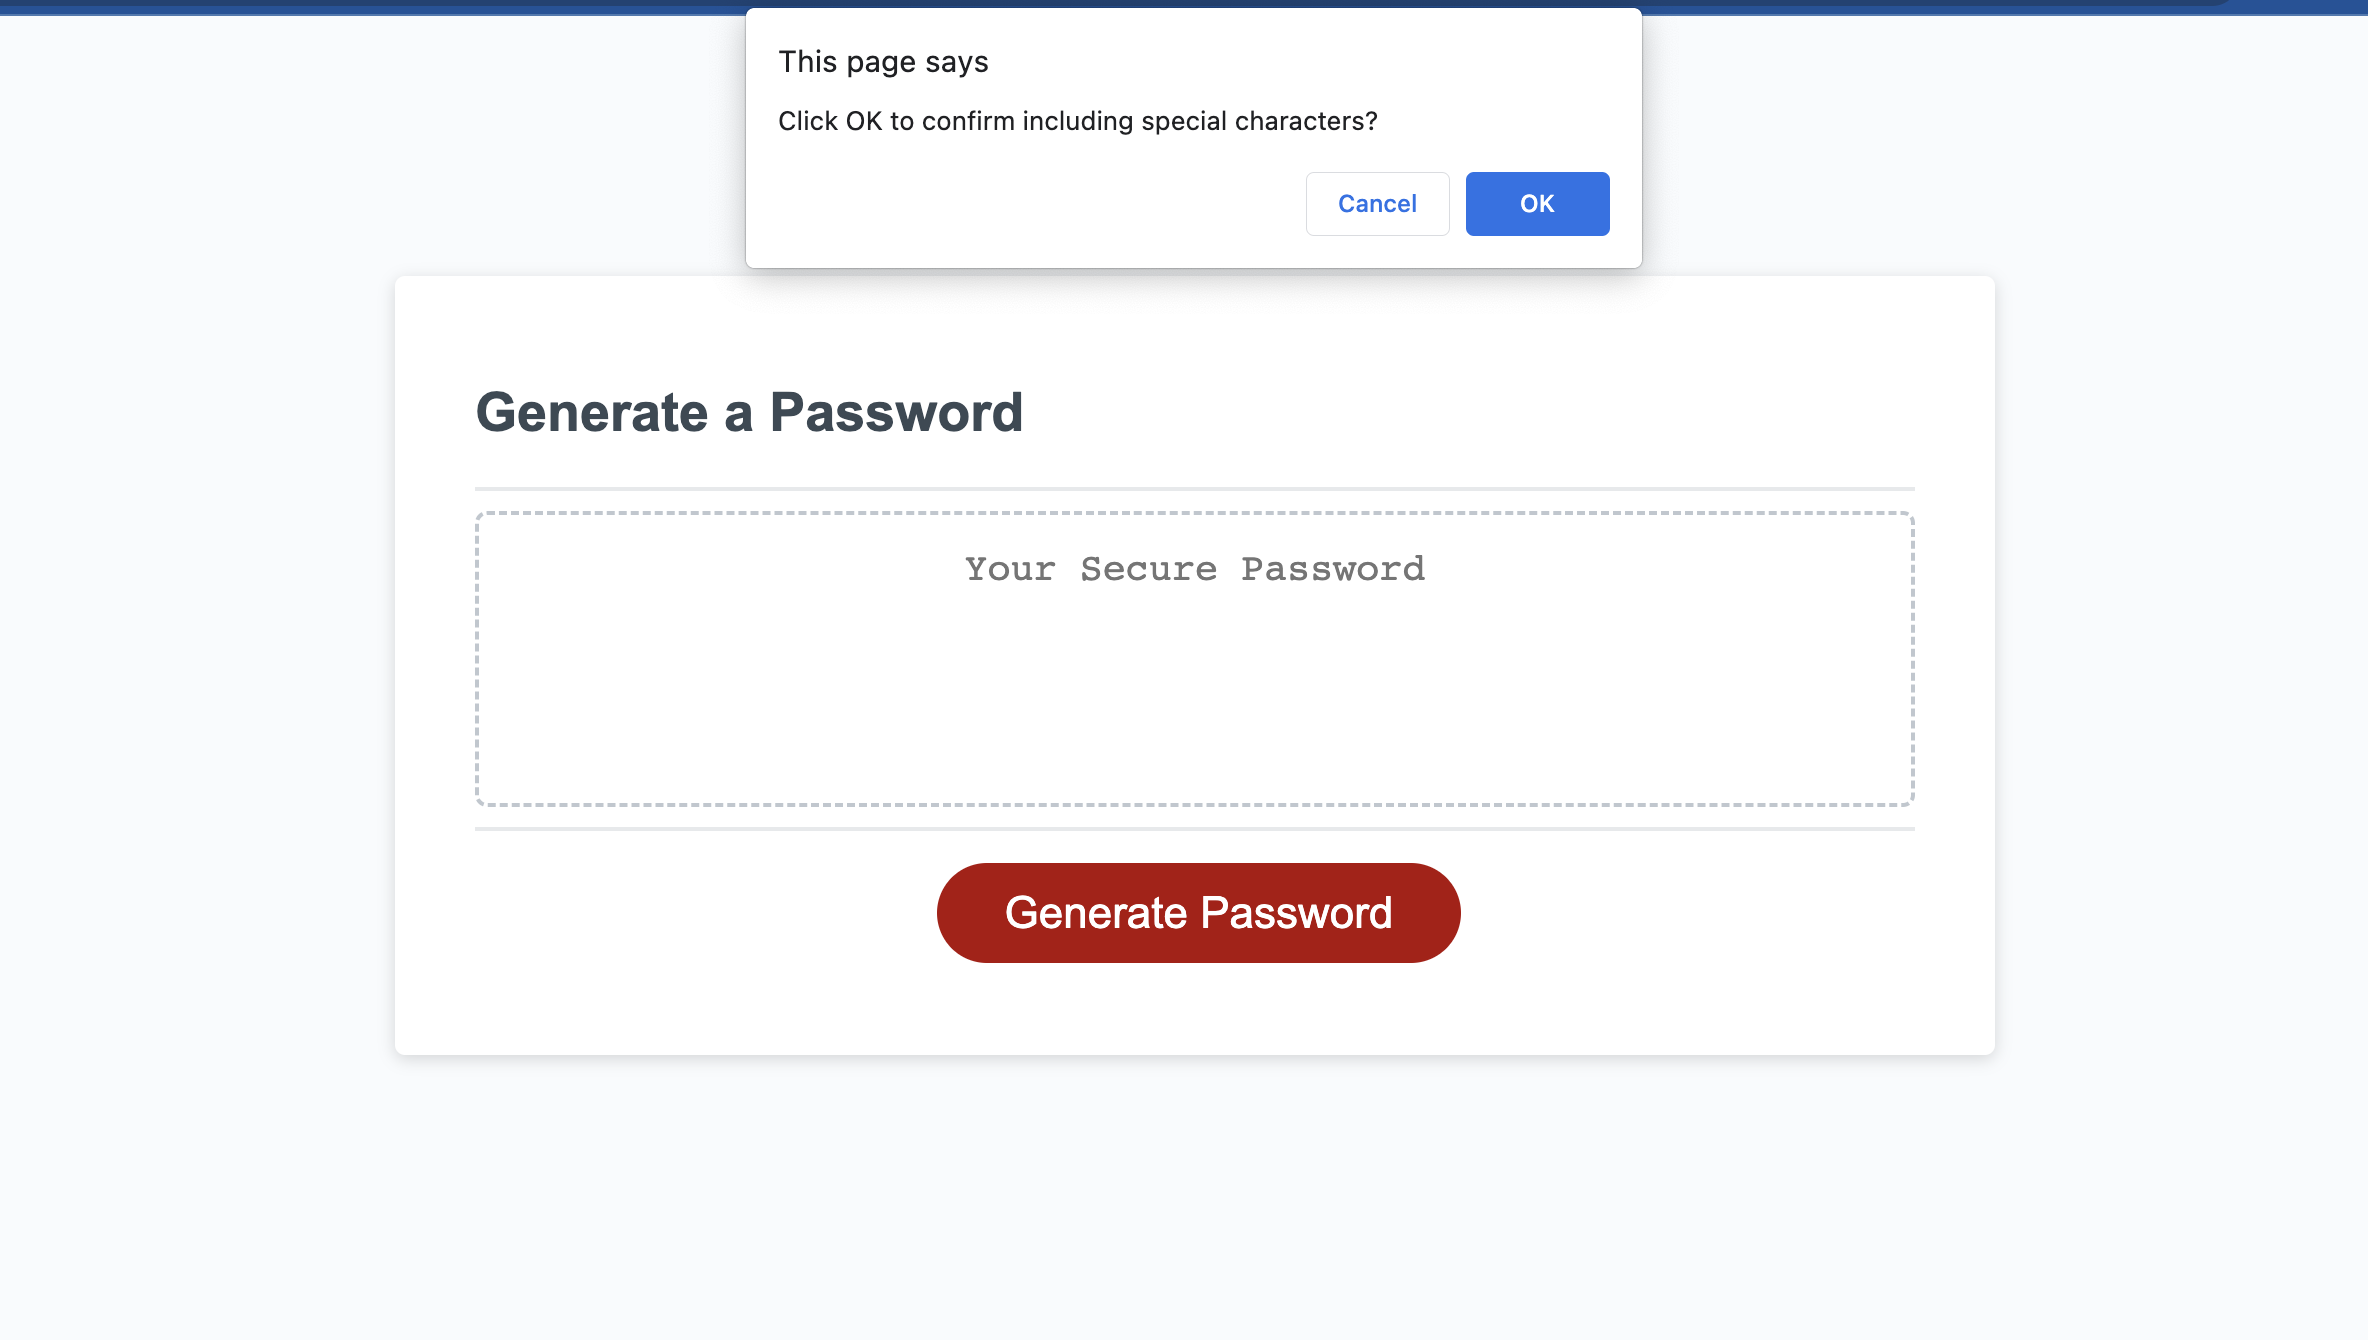 This page says
Click OK to confirm including special characters?
Cancel
OK
Generate a Password
Your Secure Password
Generate Password